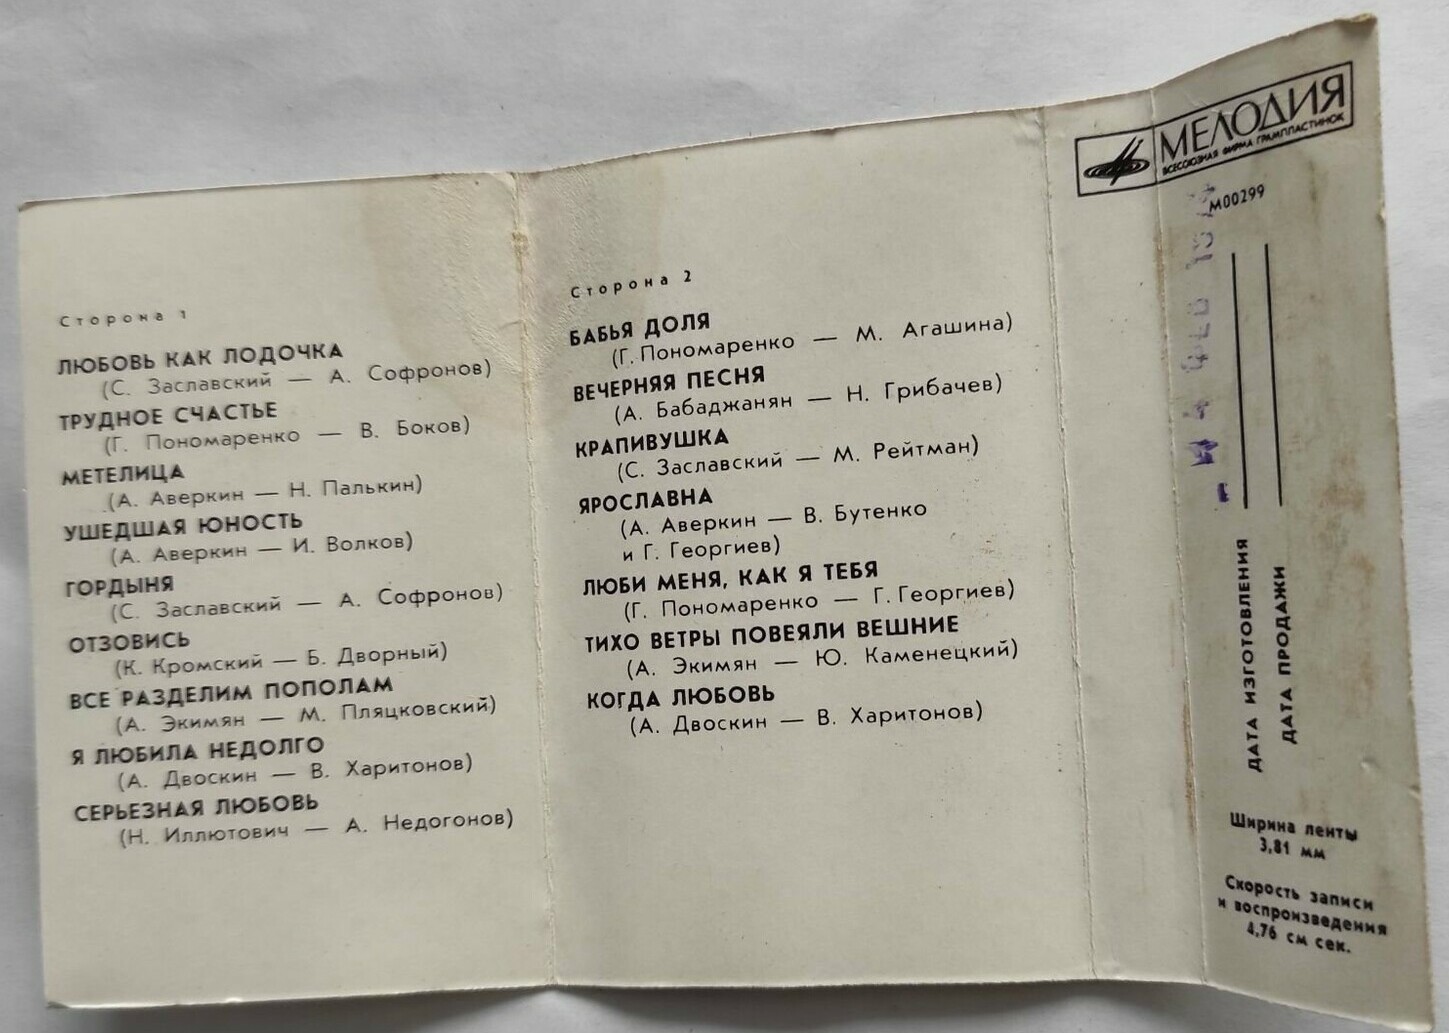 Сторона 1
ЛЮБОВЬ КАК ЛОДОЧКА
(С. Заславский — А. Софронов)
ТРУДНОЕ СЧАСТЬЕ
(Г. Пономаренко — В. Боков)
МЕТЕЛИЦА
(А. Аверкин — Н. Палькин)
УШЕДШАЯ ЮНОСТЬ
(А. Аверкин — И. Волков)
ГОРДЫНЯ
(С. Заславский — А. Софронов)
ОТЗОВИСЬ
(К. Кромский — Б. Дворный)
ВСЕ РАЗДЕЛИМ ПОПОЛАМ
(А. Экимян — М. Пляцковский)
Я ЛЮБИЛА НЕДОЛГО
(А. Двоскин — В. Харитонов)
СЕРЬЕЗНАЯ ЛЮБОВЬ
(Н. Иллютович — А. Недогонов)
Сторона 2
БАБЬЯ ДОЛЯ
(Г. Пономаренко — М. Агашина)
ВЕЧЕРНЯЯ ПЕСНЯ
(А. Бабаджанян — Н. Грибачев)
КРАПИВУШКА
(С. Заславский — М. Рейтман)
ЯРОСЛАВНА
(А. Аверкин — В. Бутенко
и Г. Георгиев)
ЛЮБИ МЕНЯ, КАК Я ТЕБЯ
(Г. Пономаренко — Г. Георгиев)
ТИХО ВЕТРЫ ПОВЕЯЛИ ВЕШНИЕ
(А. Экимян — Ю. Каменецкий)
КОГДА ЛЮБОВЬ
(А. Двоскин — В. Харитонов)
МЕЛОДИЯ
ВСЕСОЮЗНАЯ ФИРМА ГРАМПЛАСТИНОК
М00299
ДАТА ИЗГОТОВЛЕНИЯ
ДАТА ПРОДАЖИ
Ширина ленты
3,81 мм
Скорость записи
и воспроизведения
4,76 см сек.